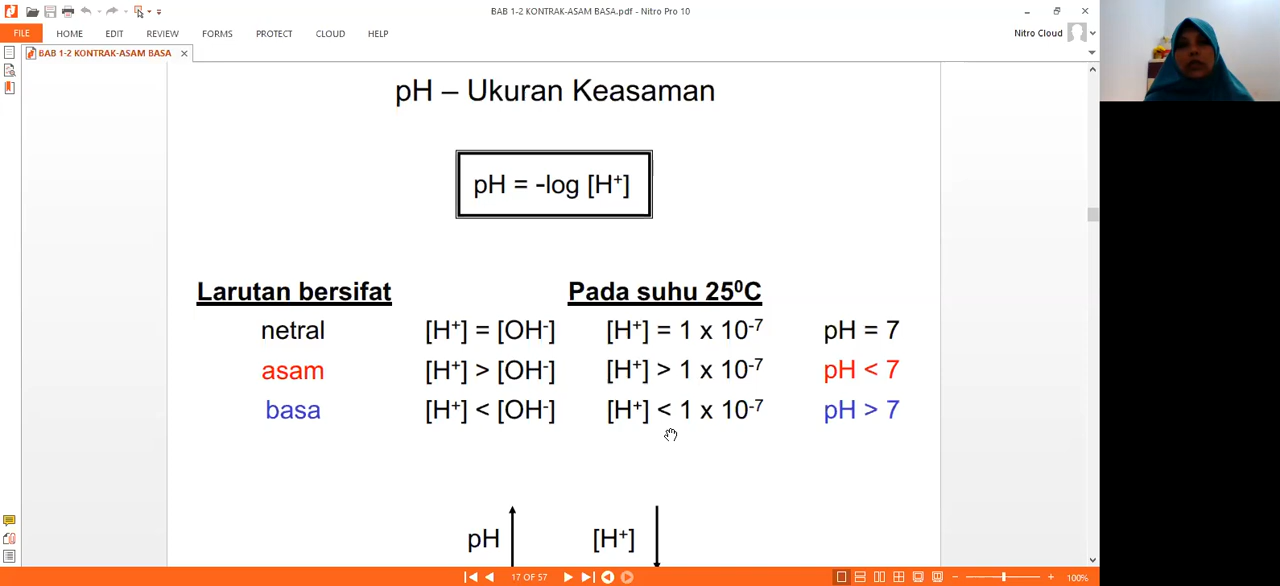 BAB 1-2 KONTRAK-ASAM BASA.pdf - Nitro Pro 10
FILE HOME EDIT REVIEW FORMS PROTECT CLOUD HELP Nitro Cloud
BAB 1-2 KONTRAK-ASAM BASA
pH – Ukuran Keasaman
pH = -log [H⁺]
Larutan bersifat Pada suhu 25⁰C
netral [H⁺] = [OH⁻] [H⁺] = 1 x 10⁻⁷ pH = 7
asam [H⁺] > [OH⁻] [H⁺] > 1 x 10⁻⁷ pH < 7
basa [H⁺] < [OH⁻] [H⁺] < 1 x 10⁻⁷ pH > 7
pH [H⁺]
17 OF 57 100%